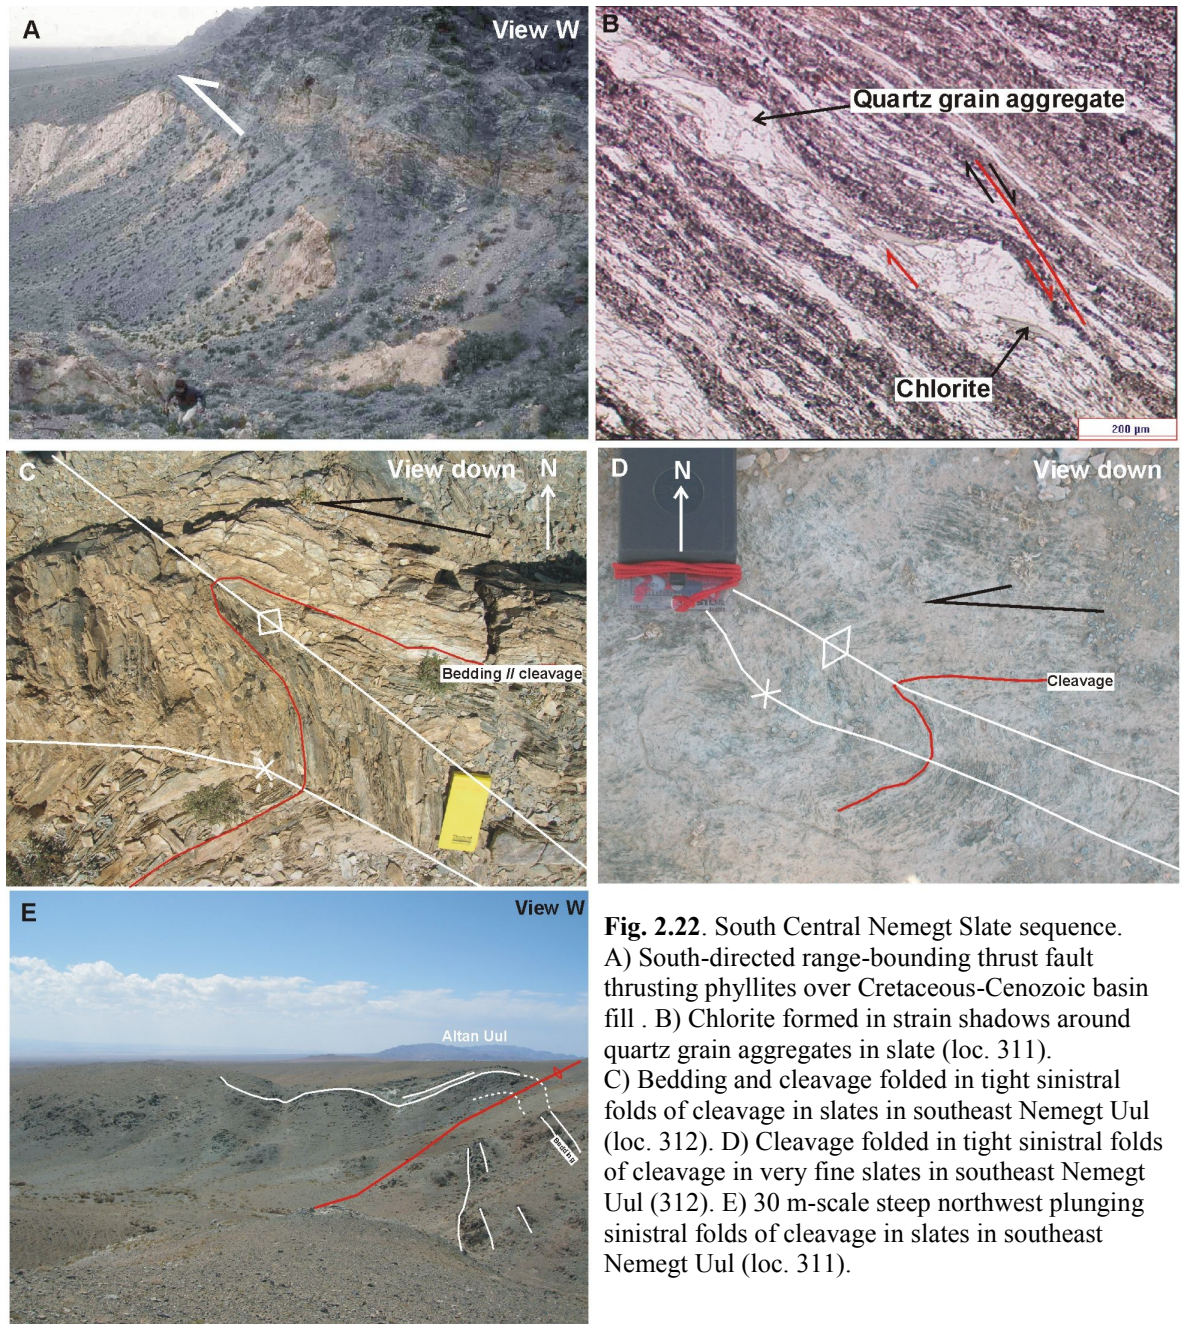 A
View W
B
Quartz grain aggregate
Chlorite
200 µm
C
View down
N
Bedding // cleavage
D
N
View down
Cleavage
E
View W
Altan Uul
Bedding
Fig. 2.22. South Central Nemegt Slate sequence.
A) South-directed range-bounding thrust fault
thrusting phyllites over Cretaceous-Cenozoic basin
fill . B) Chlorite formed in strain shadows around
quartz grain aggregates in slate (loc. 311).
C) Bedding and cleavage folded in tight sinistral
folds of cleavage in slates in southeast Nemegt Uul
(loc. 312). D) Cleavage folded in tight sinistral folds
of cleavage in very fine slates in southeast Nemegt
Uul (312). E) 30 m-scale steep northwest plunging
sinistral folds of cleavage in slates in southeast
Nemegt Uul (loc. 311).